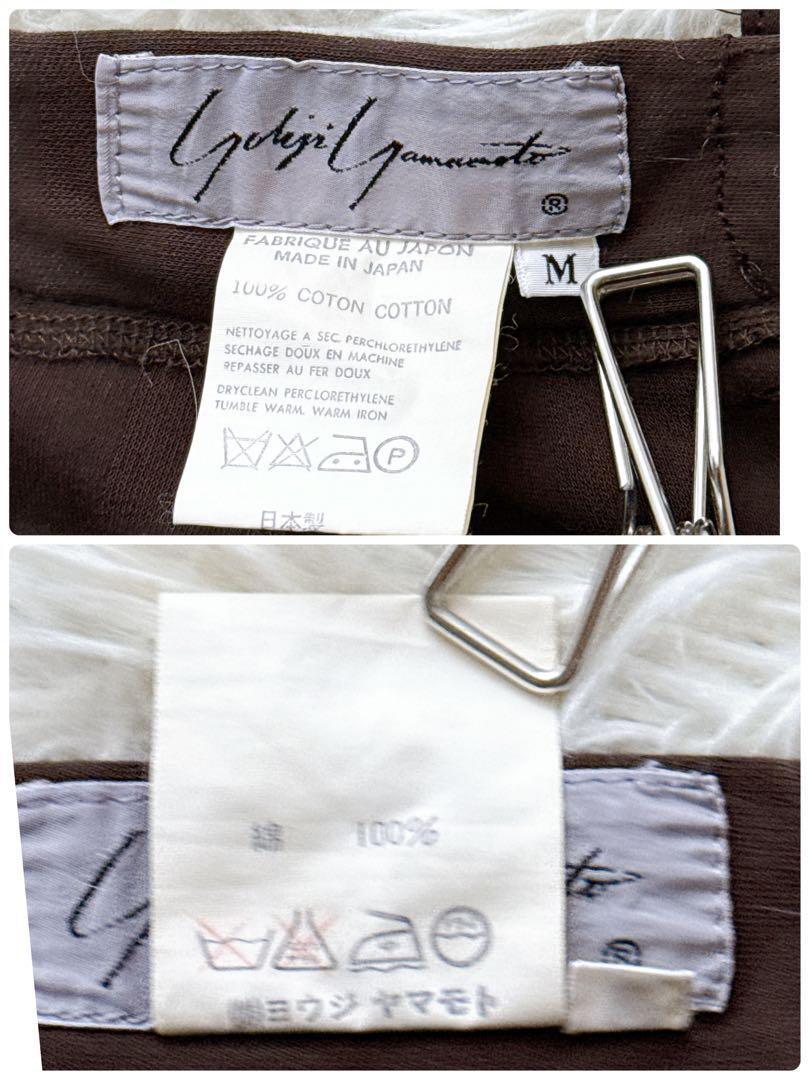 Yohji Yamamoto
®
FABRIQUE AU JAPON
MADE IN JAPAN
M
100% COTON COTTON
NETTOYAGE A SEC. PERCHLORETHYLENE
SECHAGE DOUX EN MACHINE
REPASSER AU FER DOUX
DRYCLEAN PERCLORETHYLENE
TUMBLE WARM. WARM IRON
P
日本製
綿 100%
㈱ヨウジ ヤマモト